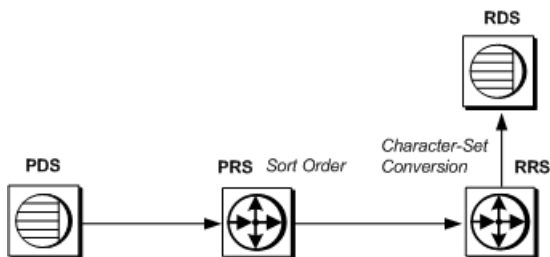 RDS
Character-Set
Conversion
PDS
PRS Sort Order
RRS